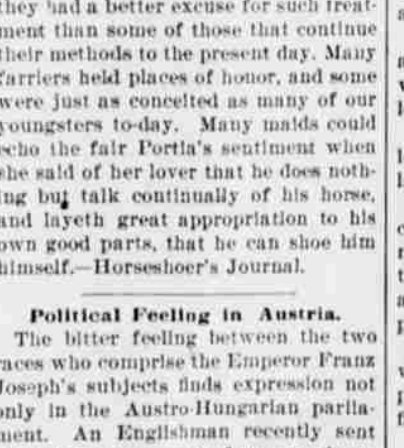 they had a better excuse for such treat-
ment than some of those that continue
their methods to the present day. Many
farriers held places of honor, and some
were just as conceited as many of our
youngsters to-day. Many maids could
echo the fair Portia's sentiment when
she said of her lover that he does noth-
ing but talk continually of his horse,
and layeth great appropriation to his
own good parts, that he can shoe him
himself.—Horseshoer's Journal.
Political Feeling in Austria.
The bitter feeling between the two
races who comprise the Emperor Franz
Joseph's subjects finds expression not
only in the Austro-Hungarian parlia-
ment. An Englishman recently sent